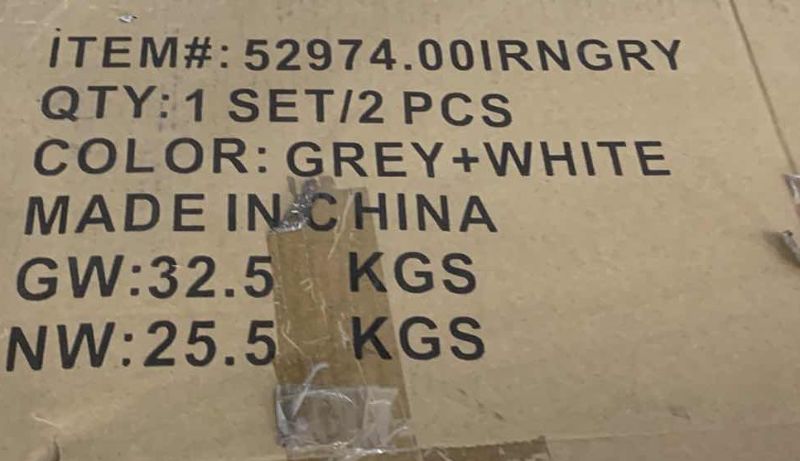 ITEM#: 52974.00IRNGRY
QTY: 1 SET/2 PCS
COLOR: GREY+WHITE
MADE IN CHINA
GW:32.5 KGS
NW:25.5 KGS